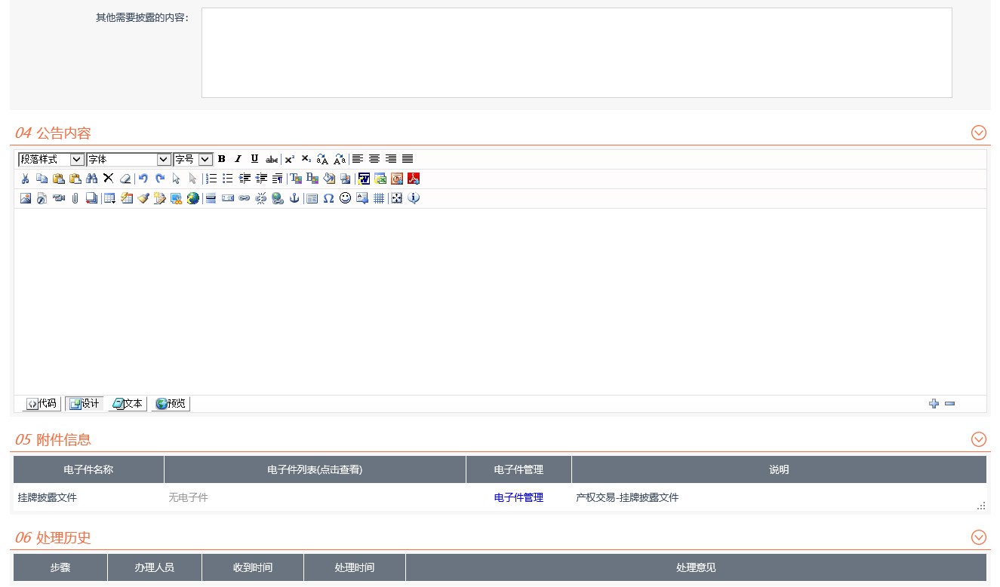 其他需要披露的内容：
04 公告内容
段落样式 字体 字号 B I U abc x² x₂ aA Aa
代码 设计 文本 预览
05 附件信息
电子件名称 电子件列表(点击查看) 电子件管理 说明
挂牌披露文件 无电子件 电子件管理 产权交易-挂牌披露文件
06 处理历史
步骤 办理人员 收到时间 处理时间 处理意见